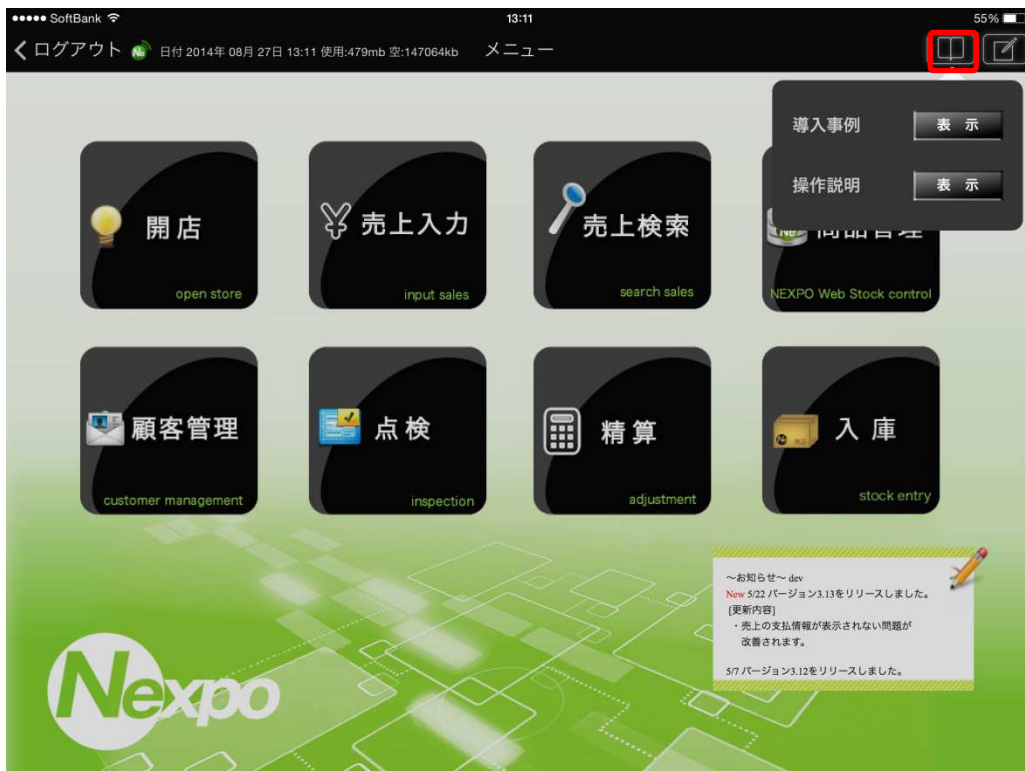 SoftBank 13:11 55%
ログアウト 日付 2014年 08月 27日 13:11 使用:479mb 空:147064kb メニュー
導入事例 表 示
操作説明 表 示
開店
open store
売上入力
input sales
売上検索
search sales
商品管理
NEXPO Web Stock control
顧客管理
customer management
点検
inspection
精算
adjustment
入庫
stock entry
～お知らせ～ dev
New 5/22 バージョン3.13をリリースしました。
[更新内容]
・売上の支払情報が表示されない問題が
改善されます。
5/7 バージョン3.12をリリースしました。
Nexpo